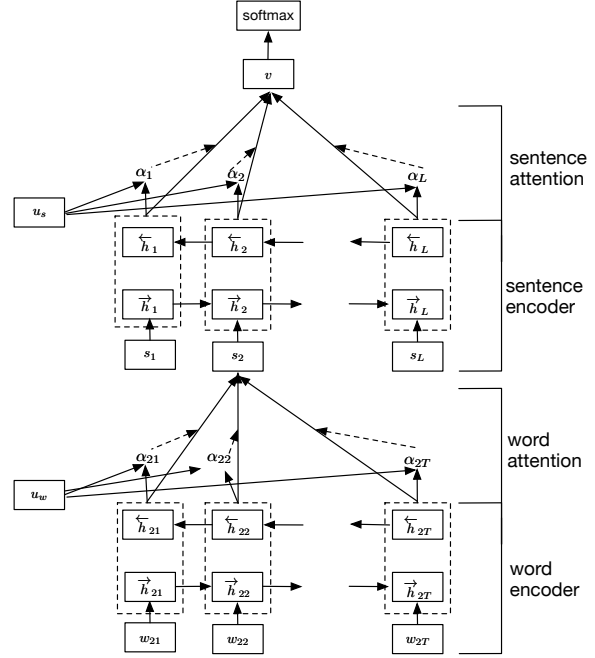 softmax
v
α1
α2
αL
sentence attention
us
←h1
←h2
←hL
→h1
→h2
→hL
sentence encoder
s1
s2
sL
α21
α22
α2T
word attention
uw
←h21
←h22
←h2T
→h21
→h22
→h2T
word encoder
w21
w22
w2T